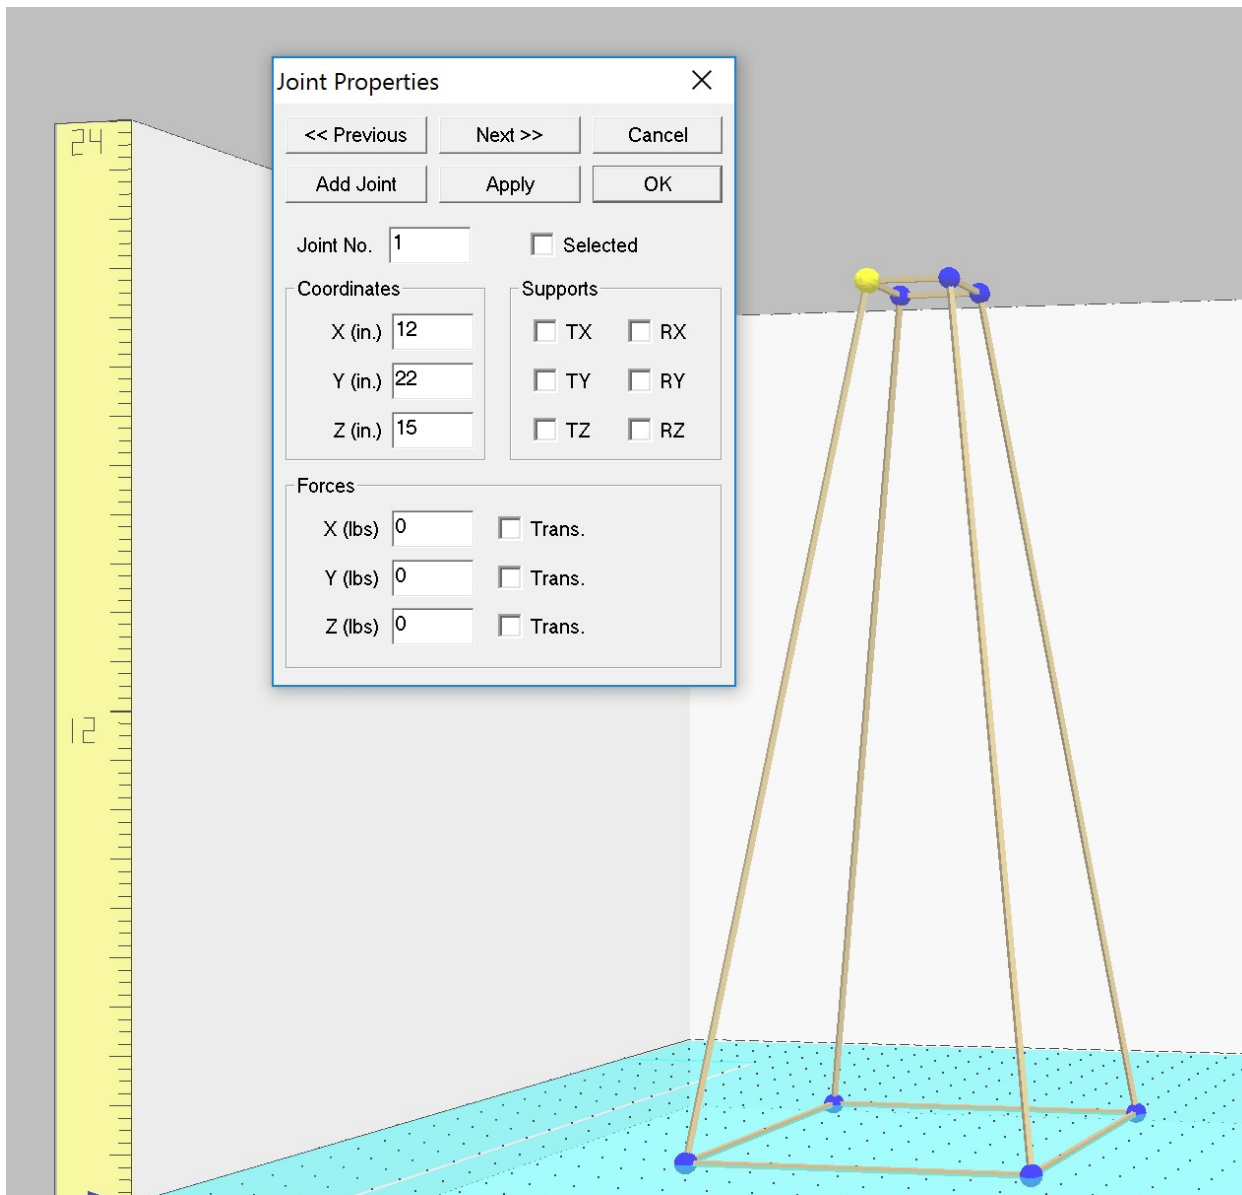 Joint Properties
<< Previous Next >> Cancel
Add Joint Apply OK
Joint No. 1 Selected
Coordinates Supports
X (in.) 12 TX RX
Y (in.) 22 TY RY
Z (in.) 15 TZ RZ
Forces
X (lbs) 0 Trans.
Y (lbs) 0 Trans.
Z (lbs) 0 Trans.
24
12